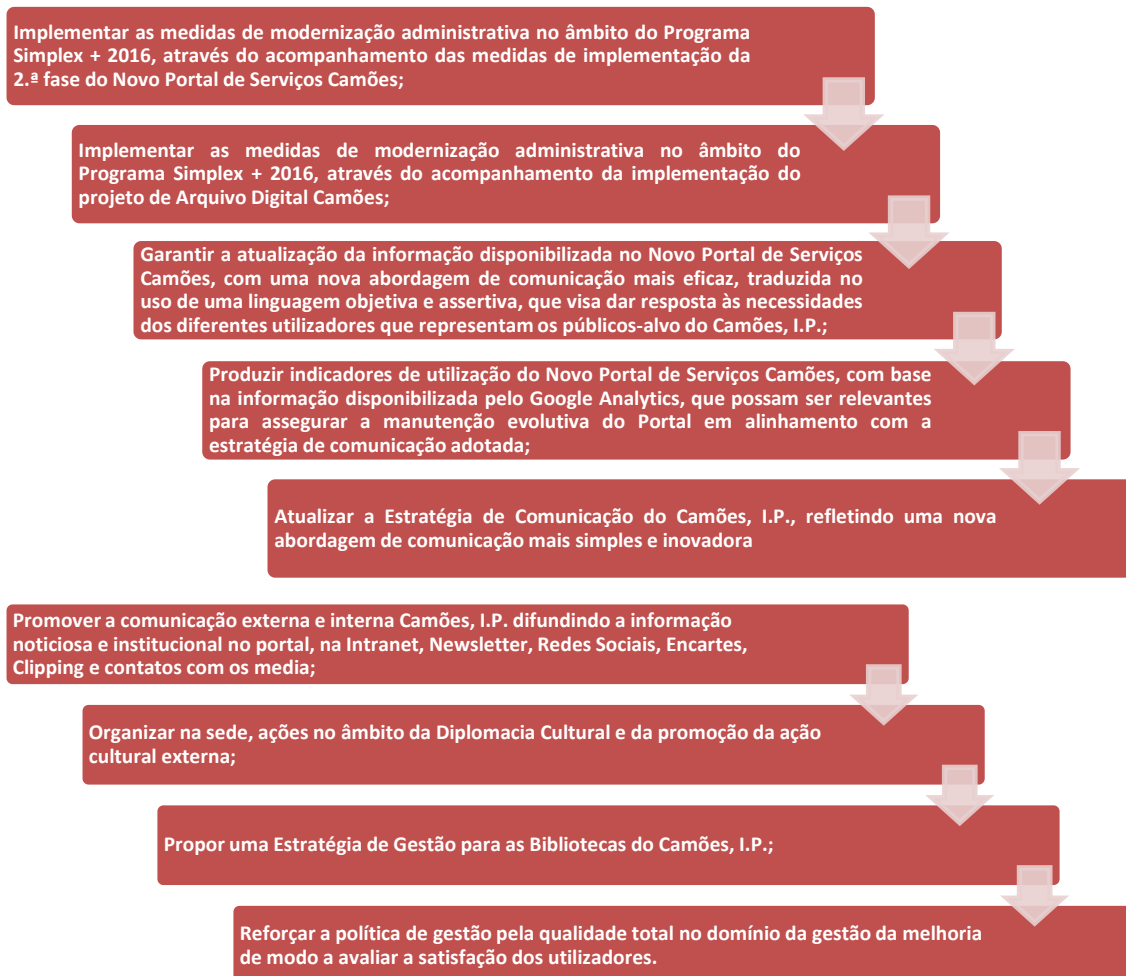 Implementar as medidas de modernização administrativa no âmbito do Programa
Simplex + 2016, através do acompanhamento das medidas de implementação da
2.ª fase do Novo Portal de Serviços Camões;
Implementar as medidas de modernização administrativa no âmbito do
Programa Simplex + 2016, através do acompanhamento da implementação do
projeto de Arquivo Digital Camões;
Garantir a atualização da informação disponibilizada no Novo Portal de Serviços
Camões, com uma nova abordagem de comunicação mais eficaz, traduzida no
uso de uma linguagem objetiva e assertiva, que visa dar resposta às necessidades
dos diferentes utilizadores que representam os públicos-alvo do Camões, I.P.;
Produzir indicadores de utilização do Novo Portal de Serviços Camões, com base
na informação disponibilizada pelo Google Analytics, que possam ser relevantes
para assegurar a manutenção evolutiva do Portal em alinhamento com a
estratégia de comunicação adotada;
Atualizar a Estratégia de Comunicação do Camões, I.P., refletindo uma nova
abordagem de comunicação mais simples e inovadora
Promover a comunicação externa e interna Camões, I.P. difundindo a informação
noticiosa e institucional no portal, na Intranet, Newsletter, Redes Sociais, Encartes,
Clipping e contatos com os media;
Organizar na sede, ações no âmbito da Diplomacia Cultural e da promoção da ação
cultural externa;
Propor uma Estratégia de Gestão para as Bibliotecas do Camões, I.P.;
Reforçar a política de gestão pela qualidade total no domínio da gestão da melhoria
de modo a avaliar a satisfação dos utilizadores.